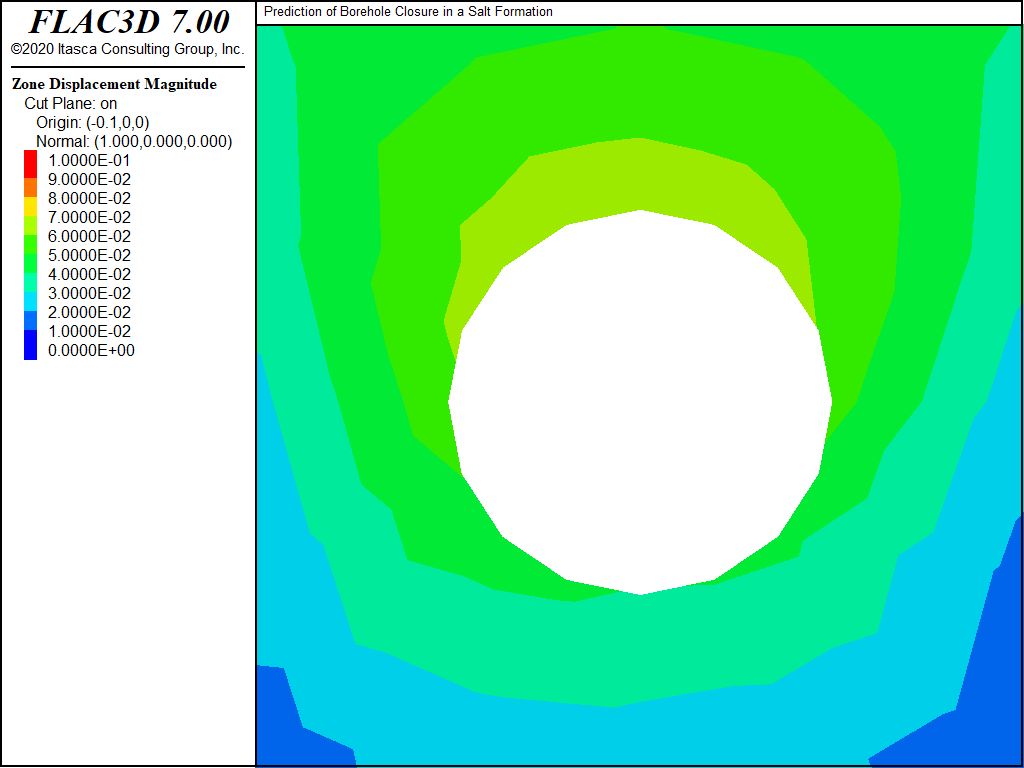 FLAC3D 7.00
©2020 Itasca Consulting Group, Inc.
Zone Displacement Magnitude
Cut Plane: on
Origin: (-0.1,0,0)
Normal: (1.000,0.000,0.000)
1.0000E-01
9.0000E-02
8.0000E-02
7.0000E-02
6.0000E-02
5.0000E-02
4.0000E-02
3.0000E-02
2.0000E-02
1.0000E-02
0.0000E+00
Prediction of Borehole Closure in a Salt Formation